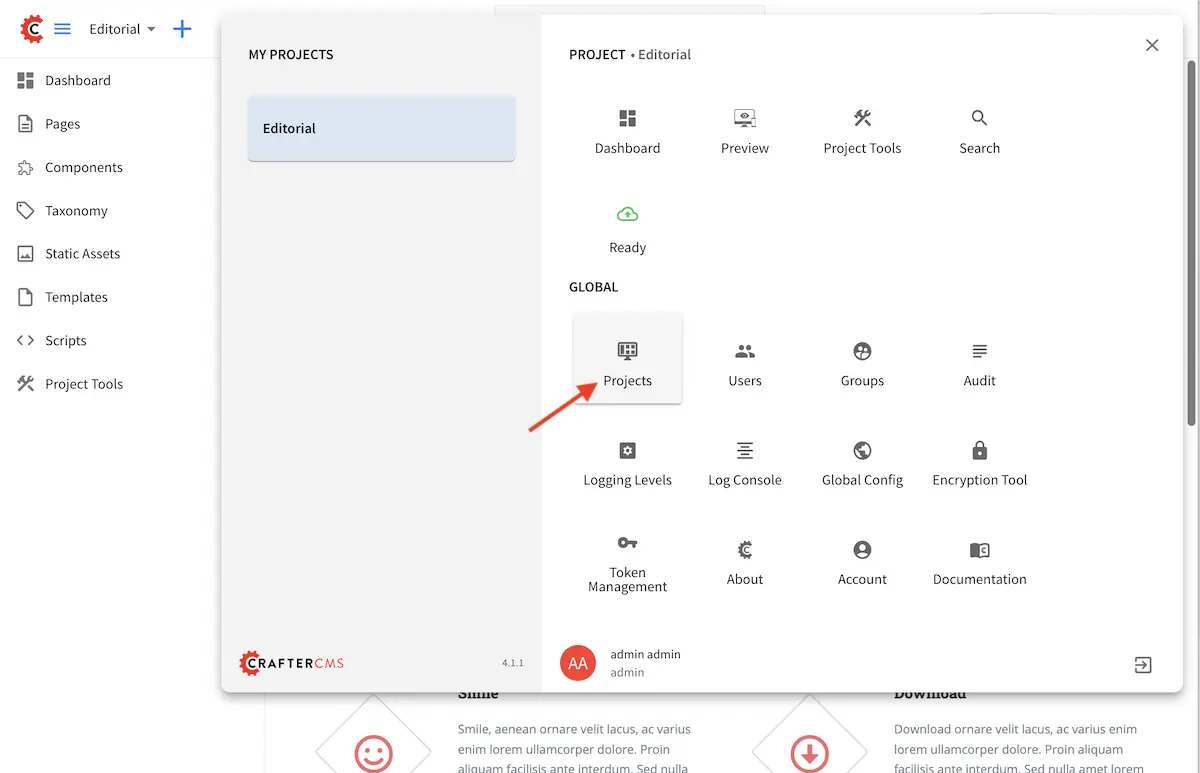 Editorial
Dashboard
Pages
Components
Taxonomy
Static Assets
Templates
Scripts
Project Tools
MY PROJECTS
Editorial
CRAFTERCMS
4.1.1
PROJECT • Editorial
Dashboard
Preview
Project Tools
Search
Ready
GLOBAL
Projects
Users
Groups
Audit
Logging Levels
Log Console
Global Config
Encryption Tool
Token
Management
About
Account
Documentation
AA
admin admin
admin
Smile
Smile, aenean ornare velit lacus, ac varius
enim lorem ullamcorper dolore. Proin
aliquam facilisis ante interdum. Sed nulla
Download
Download ornare velit lacus, ac varius enim
lorem ullamcorper dolore. Proin aliquam
facilisis ante interdum. Sed nulla amet lorem